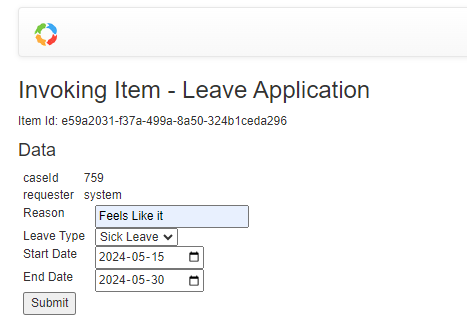 Invoking Item - Leave Application
Item Id: e59a2031-f37a-499a-8a50-324b1ceda296
Data
caseId 759
requester system
Reason Feels Like it
Leave Type Sick Leave
Start Date 2024-05-15
End Date 2024-05-30
Submit